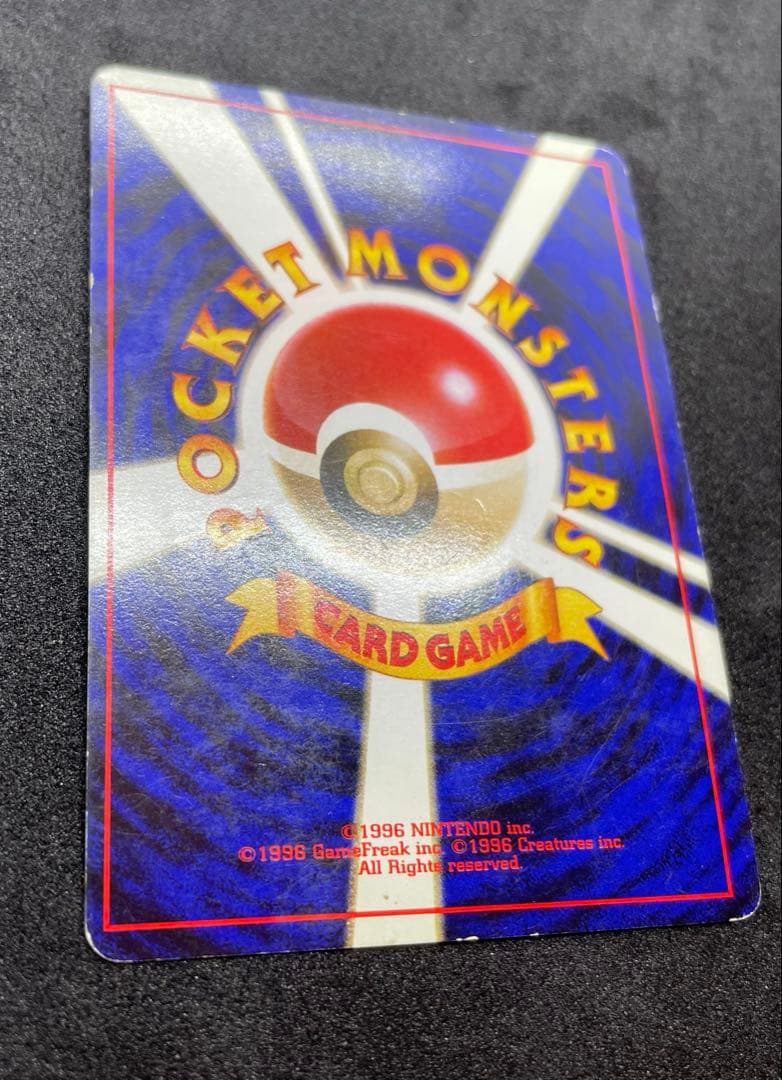 POCKET MONSTERS
CARD GAME
©1996 NINTENDO inc.
©1996 GameFreak inc. ©1996 Creatures inc.
All Rights reserved.